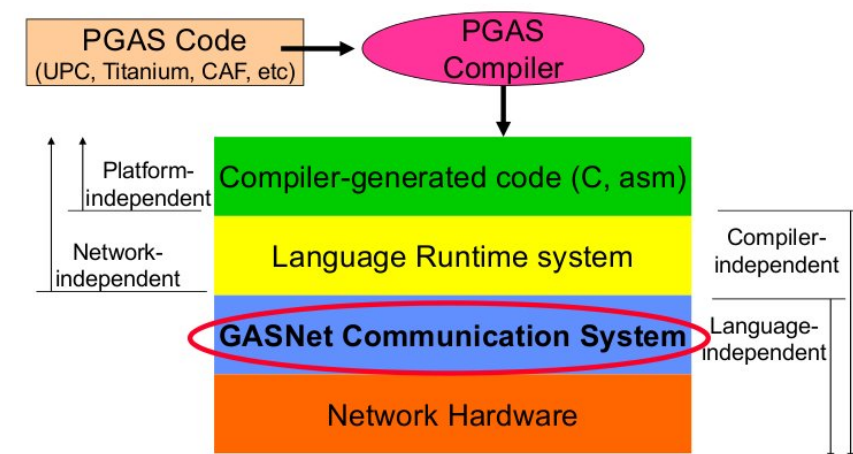 PGAS Code
(UPC, Titanium, CAF, etc)
PGAS
Compiler
Platform-
independent
Compiler-generated code (C, asm)
Network-
independent
Language Runtime system
Compiler-
independent
GASNet Communication System
Language-
independent
Network Hardware